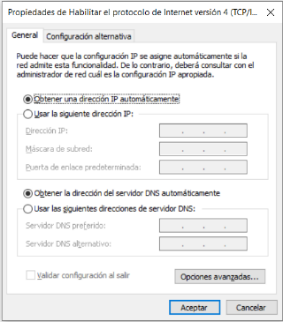 Propiedades de Habilitar el protocolo de Internet versión 4 (TCP/I...
General
Configuración alternativa
Puede hacer que la configuración IP se asigne automáticamente si la
red admite esta funcionalidad. De lo contrario, deberá consultar con el
administrador de red cuál es la configuración IP apropiada.
Obtener una dirección IP automáticamente
Usar la siguiente dirección IP:
Dirección IP:
Máscara de subred:
Puerta de enlace predeterminada:
Obtener la dirección del servidor DNS automáticamente
Usar las siguientes direcciones de servidor DNS:
Servidor DNS preferido:
Servidor DNS alternativo:
Validar configuración al salir
Opciones avanzadas...
Aceptar
Cancelar